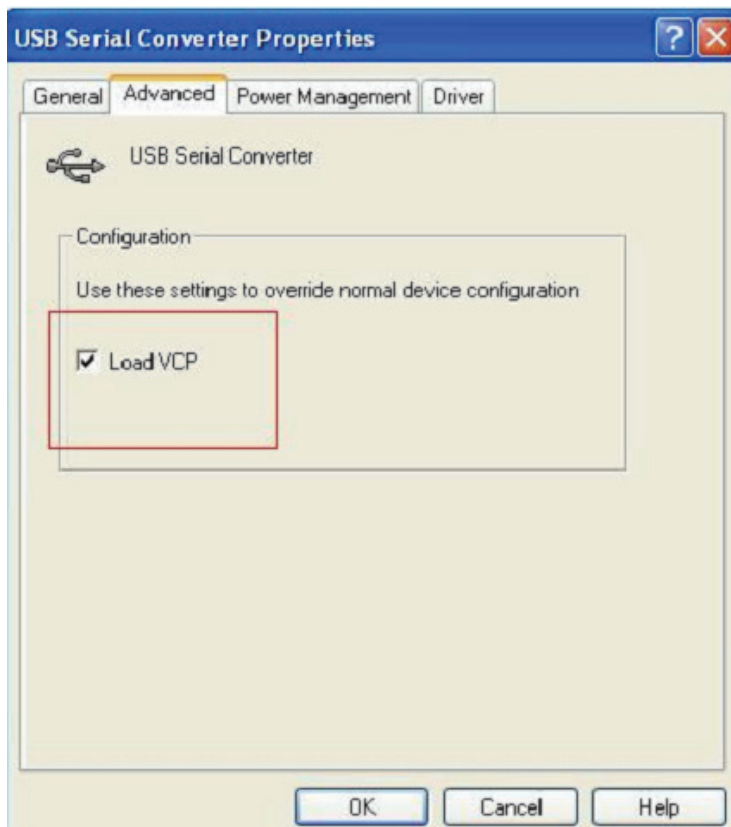 USB Serial Converter Properties
General Advanced Power Management Driver
USB Serial Converter
Configuration
Use these settings to override normal device configuration
Load VCP
OK Cancel Help